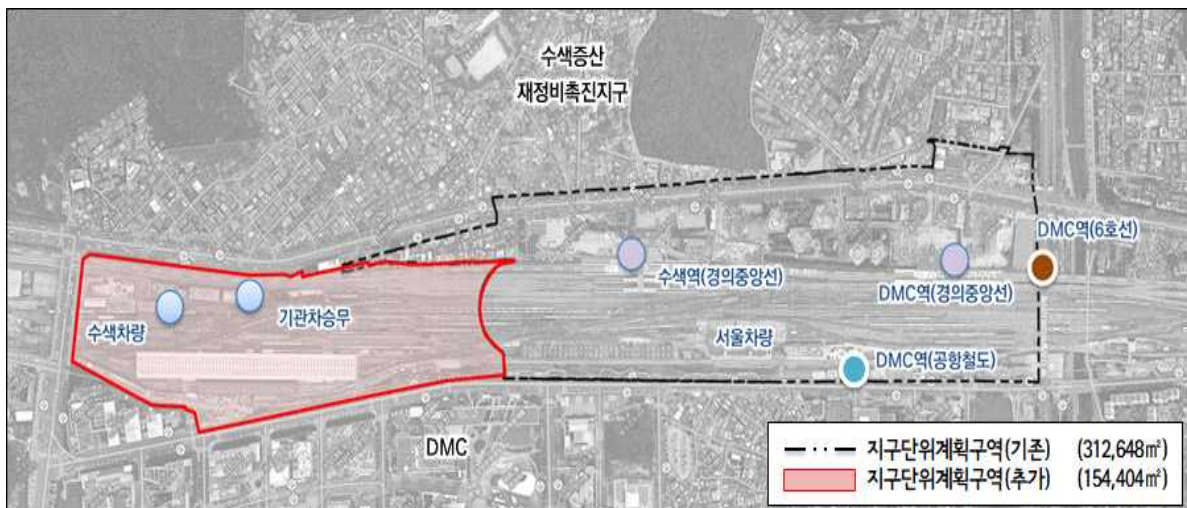 수색증산
재정비촉진지구
DMC역(6호선)
수색역(경의중앙선)
DMC역(경의중앙선)
기관차승무
수색차량
서울차량
DMC역(공항철도)
DMC
지구단위계획구역(기존) (312,648㎡)
지구단위계획구역(추가) (154,404㎡)